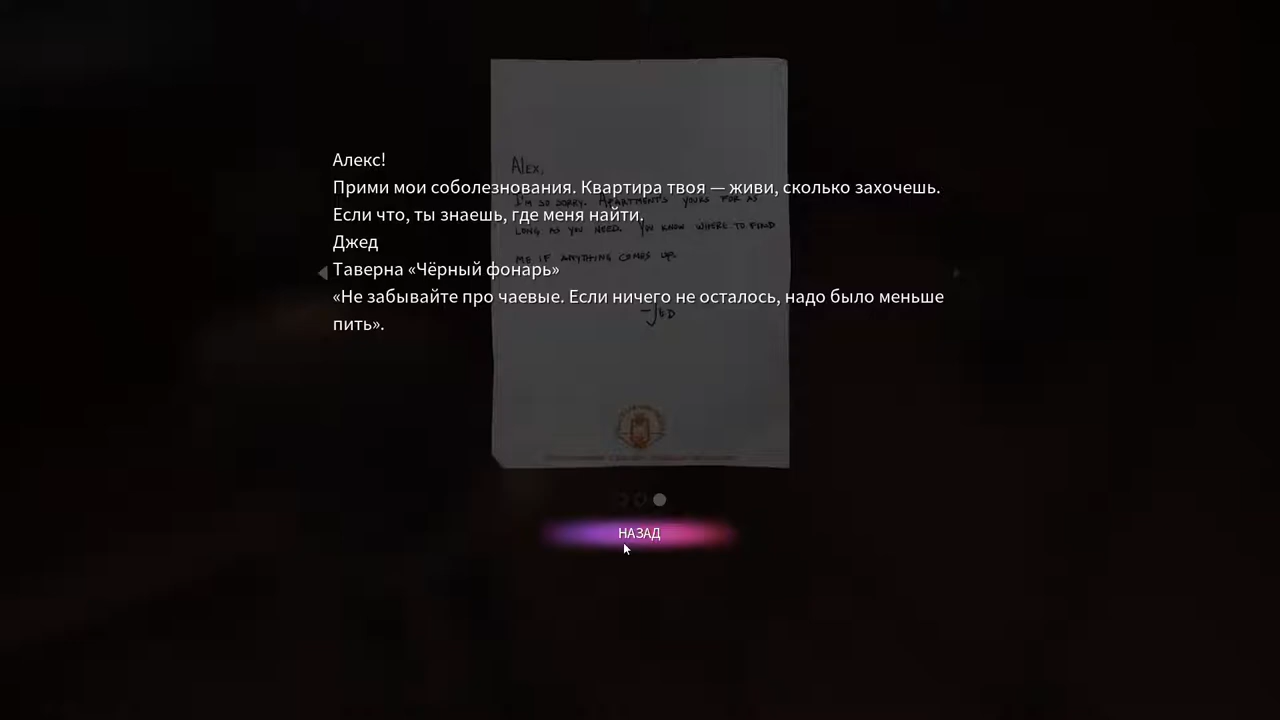 Алекс!
Прими мои соболезнования. Квартира твоя — живи, сколько захочешь.
Если что, ты знаешь, где меня найти.
Джед
Таверна «Чёрный фонарь»
«Не забывайте про чаевые. Если ничего не осталось, надо было меньше
пить».
Alex,
I'm so sorry. Apartment's yours for as
long as you need. You know where to find
me if anything comes up.
—Jed
НАЗАД